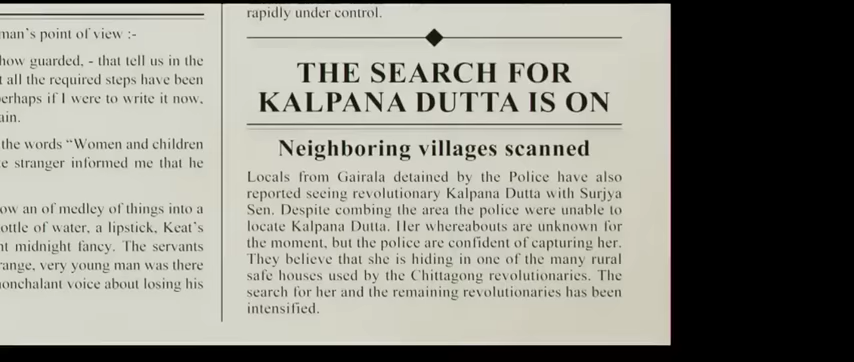 man's point of view :-
how guarded, - that tell us in the
t all the required steps have been
erhaps if I were to write it now,
ain.
the words “Women and children
e stranger informed me that he
ow an of medley of things into a
ottle of water, a lipstick, Keat's
nt midnight fancy. The servants
range, very young man was there
nonchalant voice about losing his
rapidly under control.
THE SEARCH FOR
KALPANA DUTTA IS ON
Neighboring villages scanned
Locals from Gairala detained by the Police have also
reported seeing revolutionary Kalpana Dutta with Surjya
Sen. Despite combing the area the police were unable to
locate Kalpana Dutta. Her whereabouts are unknown for
the moment, but the police are confident of capturing her.
They believe that she is hiding in one of the many rural
safe houses used by the Chittagong revolutionaries. The
search for her and the remaining revolutionaries has been
intensified.